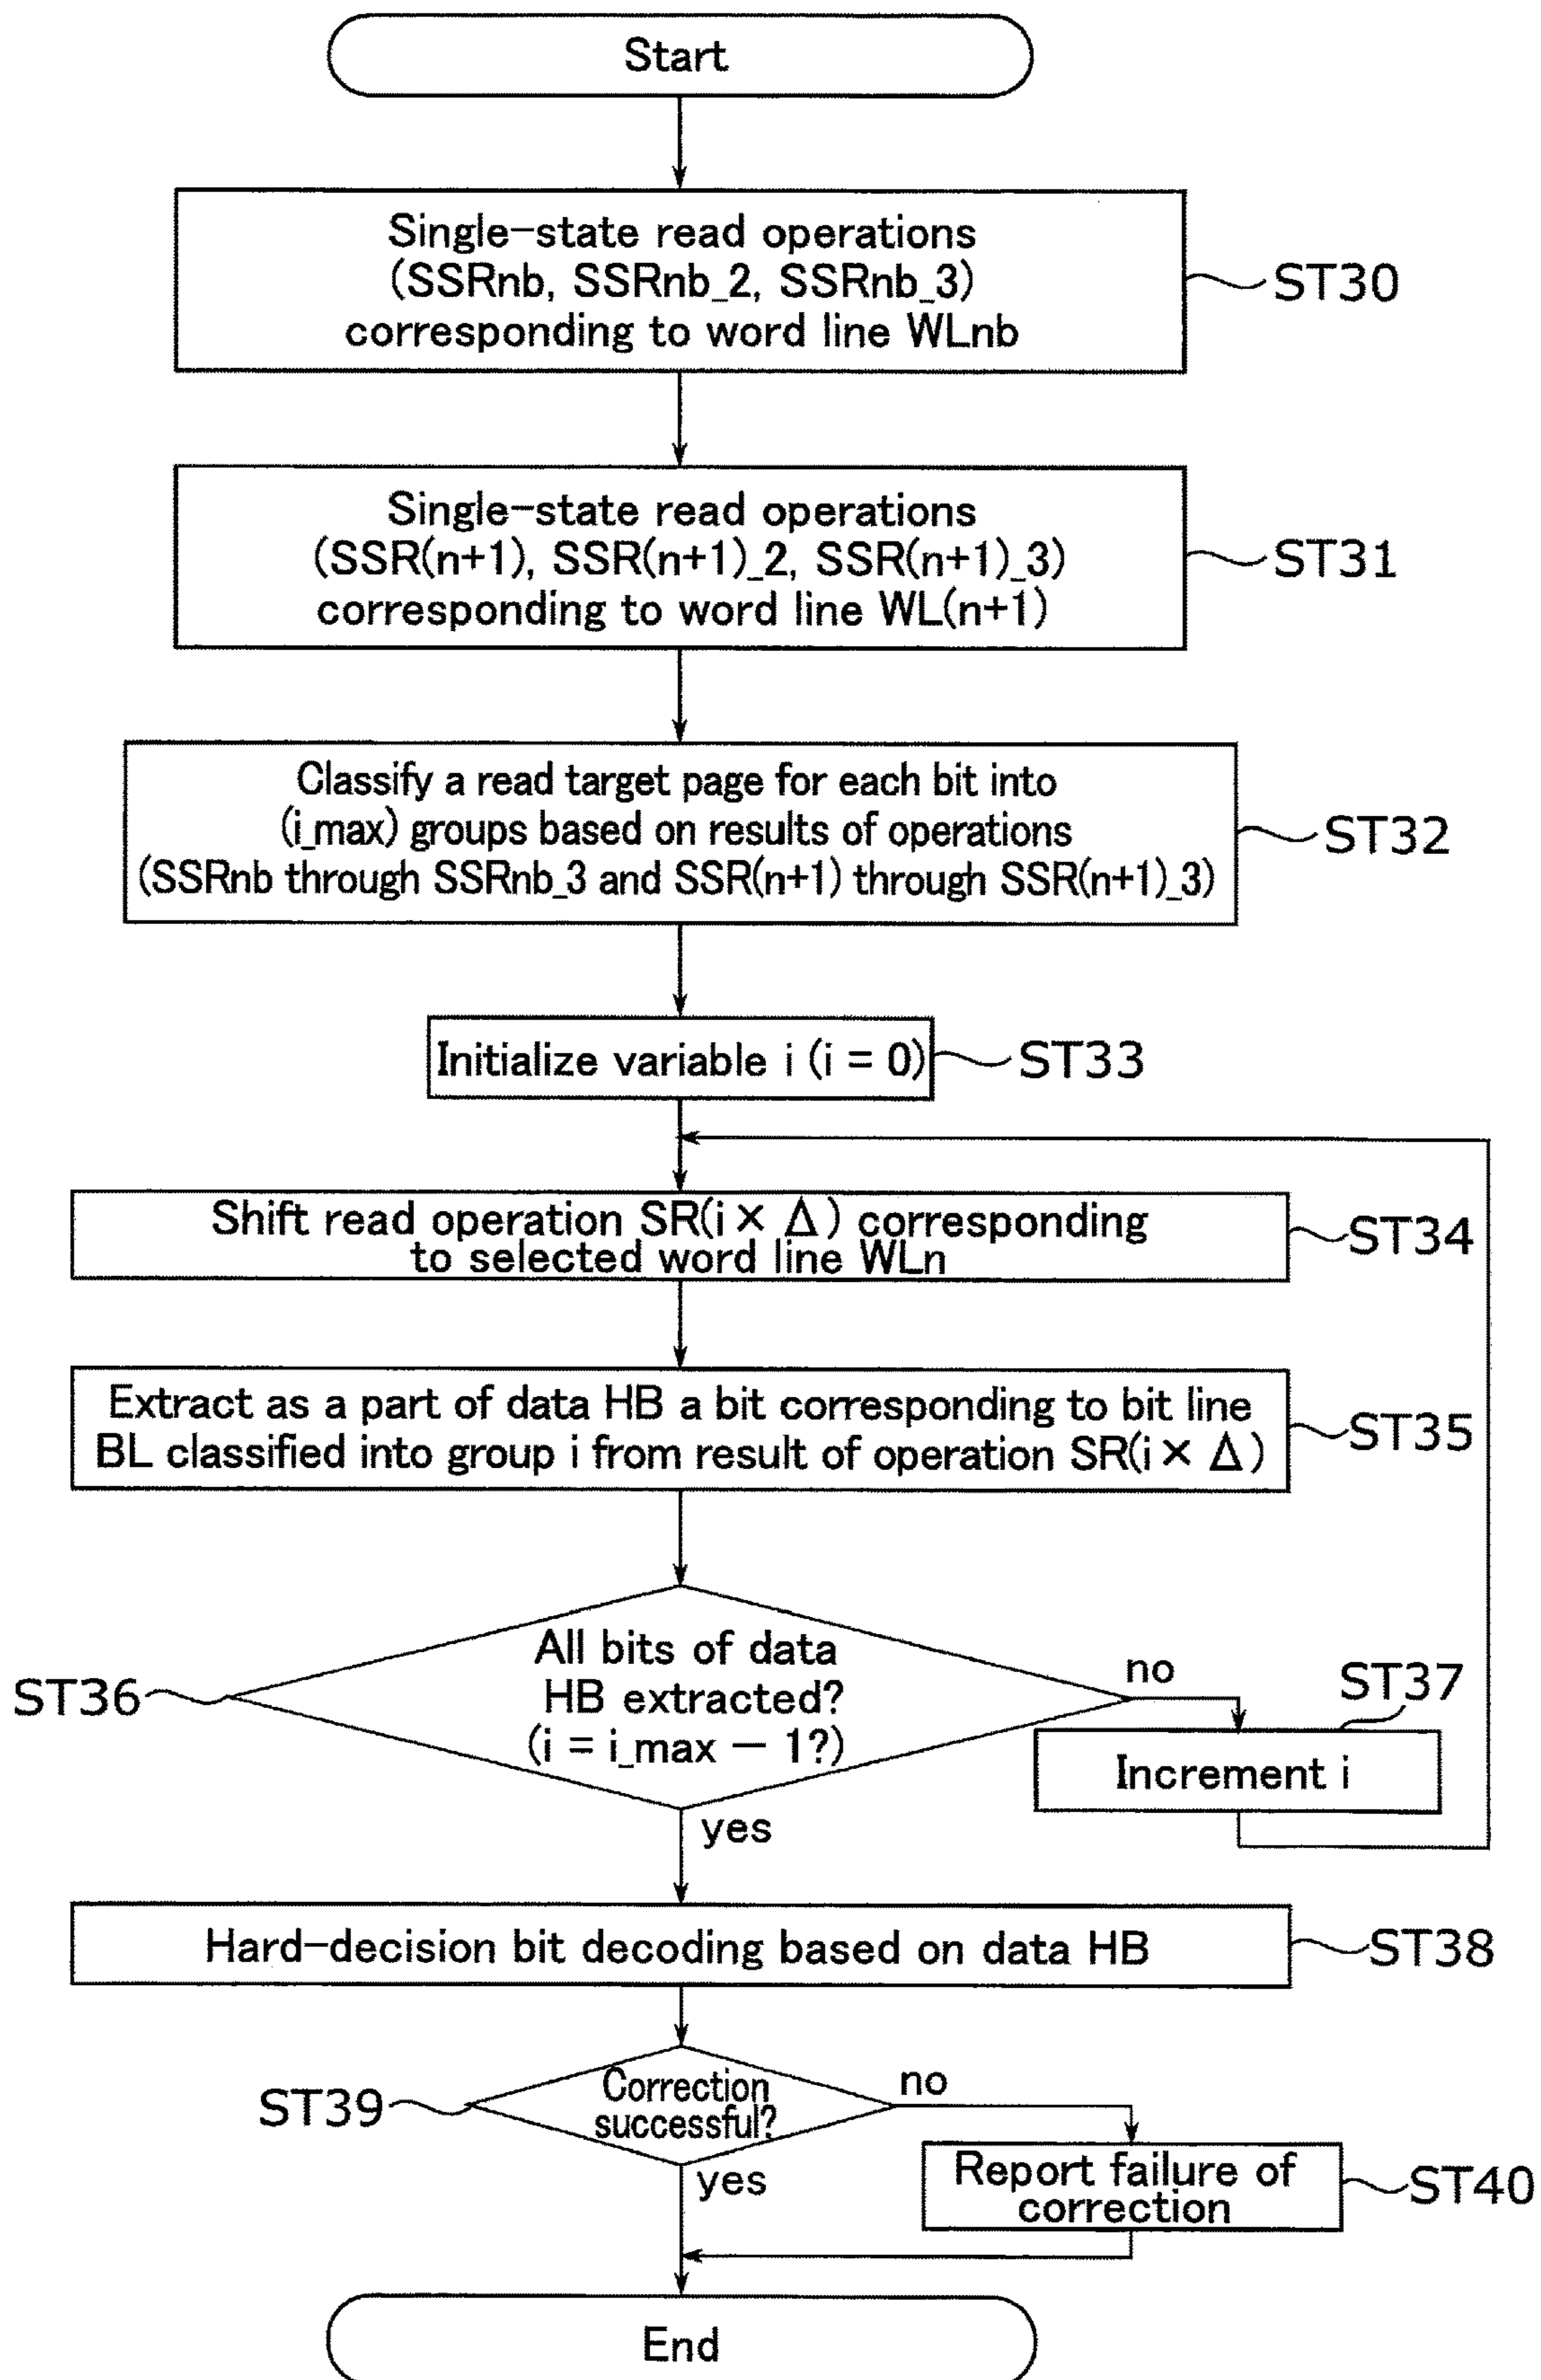 Start
Single-state read operations
(SSRnb, SSRnb_2, SSRnb_3)
corresponding to word line WLnb
ST30
Single-state read operations
(SSR(n+1), SSR(n+1)_2, SSR(n+1)_3)
corresponding to word line WL(n+1)
ST31
Classify a read target page for each bit into
(i_max) groups based on results of operations
(SSRnb through SSRnb_3 and SSR(n+1) through SSR(n+1)_3)
ST32
Initialize variable i (i = 0)
ST33
Shift read operation SR(i × Δ) corresponding
to selected word line WLn
ST34
Extract as a part of data HB a bit corresponding to bit line
BL classified into group i from result of operation SR(i × Δ)
ST35
All bits of data
HB extracted?
(i = i_max − 1?)
ST36
no
ST37
Increment i
yes
Hard-decision bit decoding based on data HB
ST38
Correction
successful?
ST39
no
yes
Report failure of
correction
ST40
End